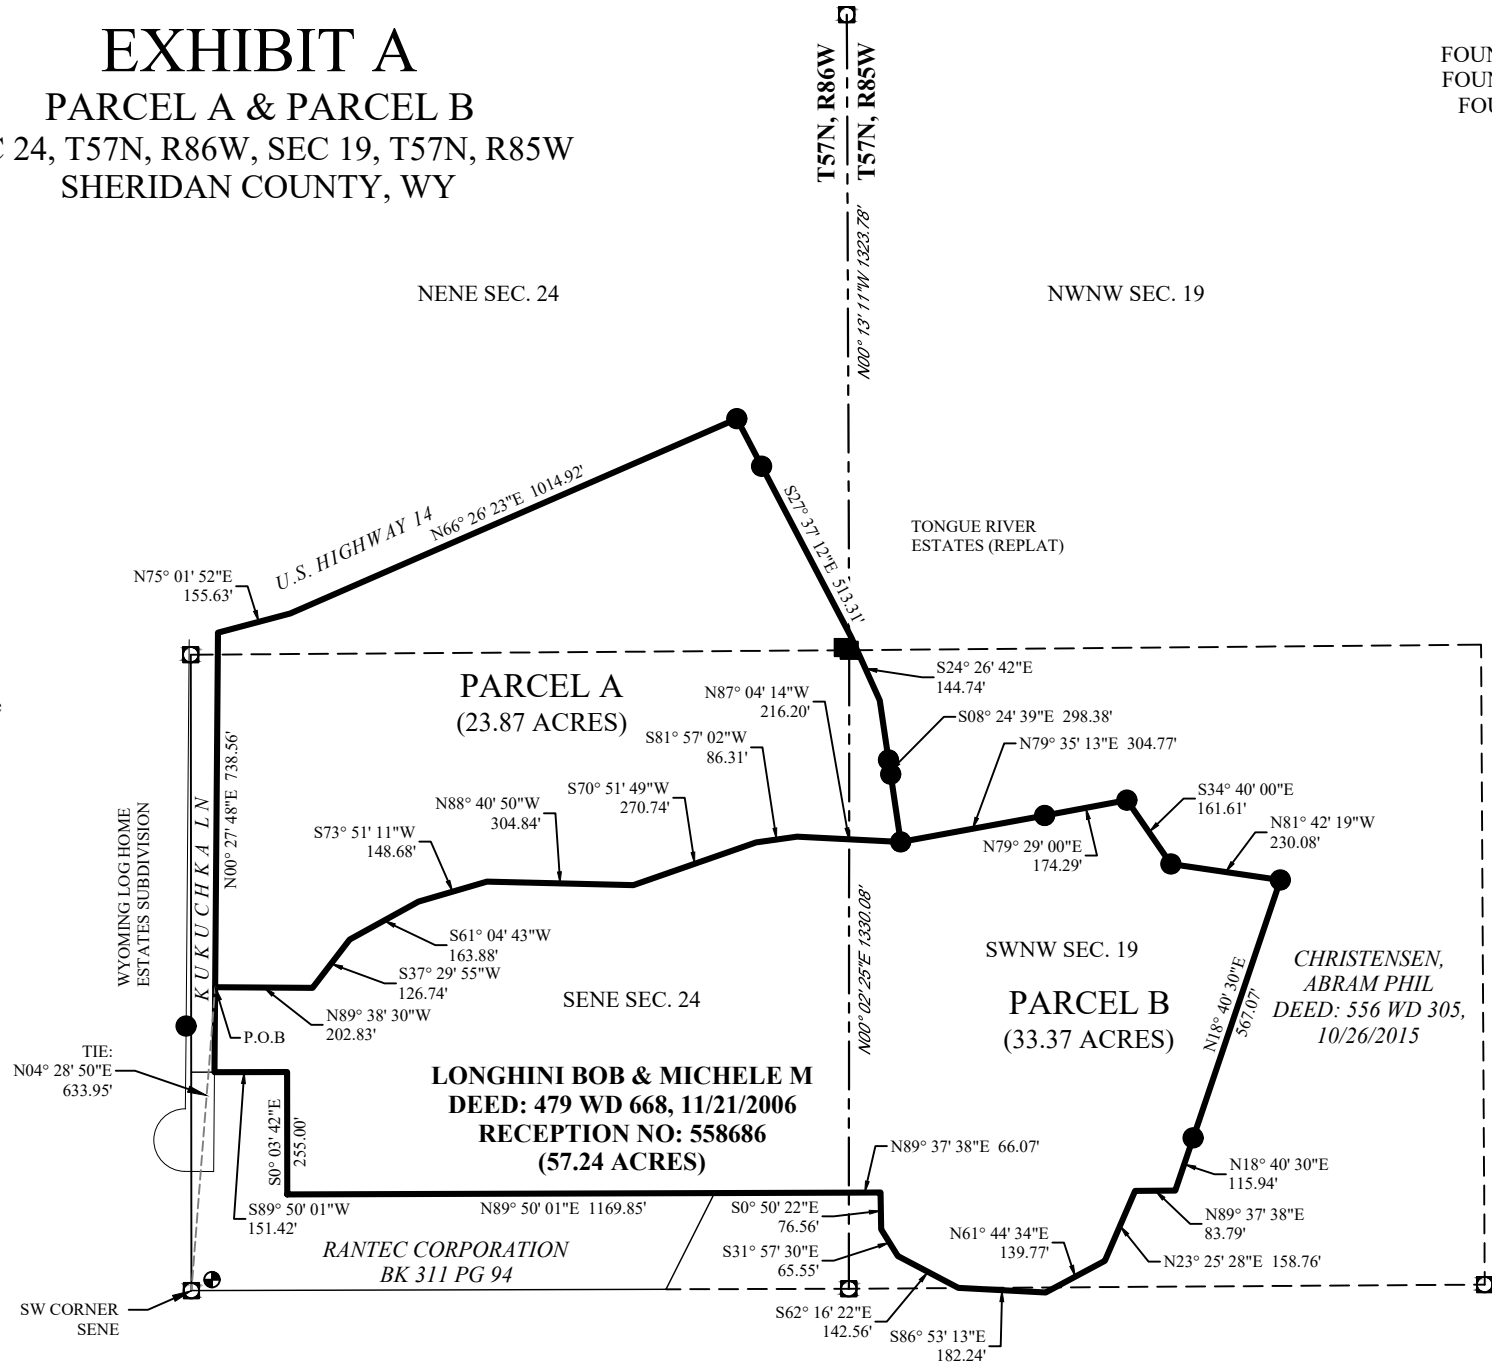 EXHIBIT A
PARCEL A & PARCEL B
24, T57N, R86W, SEC 19, T57N, R85W
SHERIDAN COUNTY, WY
T57N, R86W
T57N, R85W
N00° 13' 11"W 1323.78'
NENE SEC. 24
NWNW SEC. 19
U.S. HIGHWAY 14
N66° 26' 23"E 1014.92'
S27° 37' 12"E 513.31'
TONGUE RIVER
ESTATES (REPLAT)
N75° 01' 52"E
155.63'
PARCEL A
(23.87 ACRES)
N87° 04' 14"W
216.20'
S24° 26' 42"E
144.74'
S08° 24' 39"E 298.38'
N79° 35' 13"E 304.77'
S81° 57' 02"W
86.31'
S70° 51' 49"W
270.74'
N88° 40' 50"W
304.84'
S73° 51' 11"W
148.68'
S34° 40' 00"E
161.61'
N81° 42' 19"W
230.08'
N79° 29' 00"E
174.29'
N00° 27' 48"E 738.56'
KUKUCHKA LN
WYOMING LOG HOME
ESTATES SUBDIVISION
S61° 04' 43"W
163.88'
S37° 29' 55"W
126.74'
N89° 38' 30"W
202.83'
P.O.B
SENE SEC. 24
N00° 02' 25"E 1330.08'
SWNW SEC. 19
PARCEL B
(33.37 ACRES)
N18° 40' 30"E
567.07'
CHRISTENSEN,
ABRAM PHIL
DEED: 556 WD 305,
10/26/2015
TIE:
N04° 28' 50"E
633.95'
LONGHINI BOB & MICHELE M
DEED: 479 WD 668, 11/21/2006
RECEPTION NO: 558686
(57.24 ACRES)
S0° 03' 42"E
255.00'
N89° 37' 38"E 66.07'
N18° 40' 30"E
115.94'
S89° 50' 01"W
151.42'
N89° 50' 01"E 1169.85'
S0° 50' 22"E
76.56'
S31° 57' 30"E
65.55'
N61° 44' 34"E
139.77'
N89° 37' 38"E
83.79'
N23° 25' 28"E 158.76'
RANTEC CORPORATION
BK 311 PG 94
SW CORNER
SENE
S62° 16' 22"E
142.56'
S86° 53' 13"E
182.24'